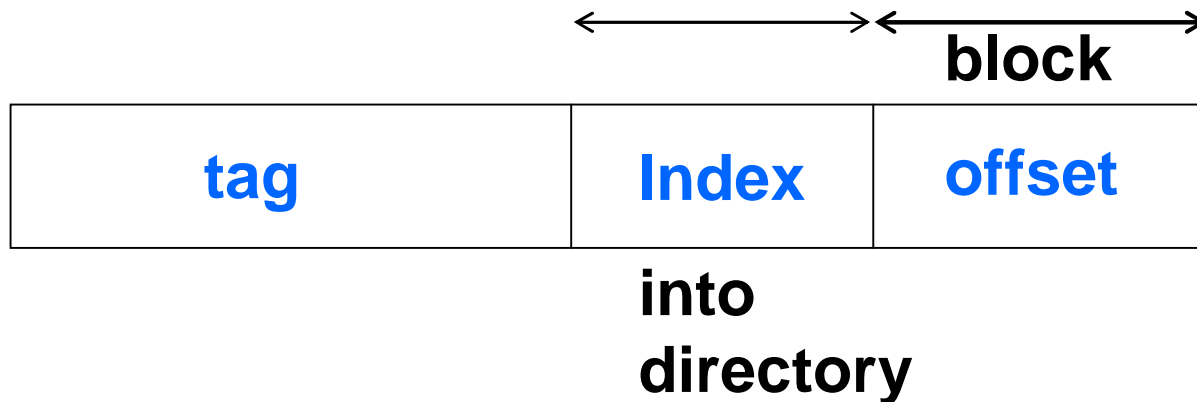 block
tag Index offset
into
directory